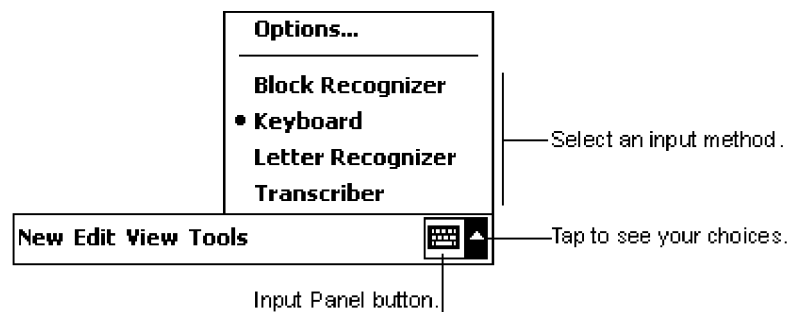 Options...
Block Recognizer
• Keyboard
Letter Recognizer
Transcriber
Select an input method.
New Edit View Tools
Tap to see your choices.
Input Panel button.